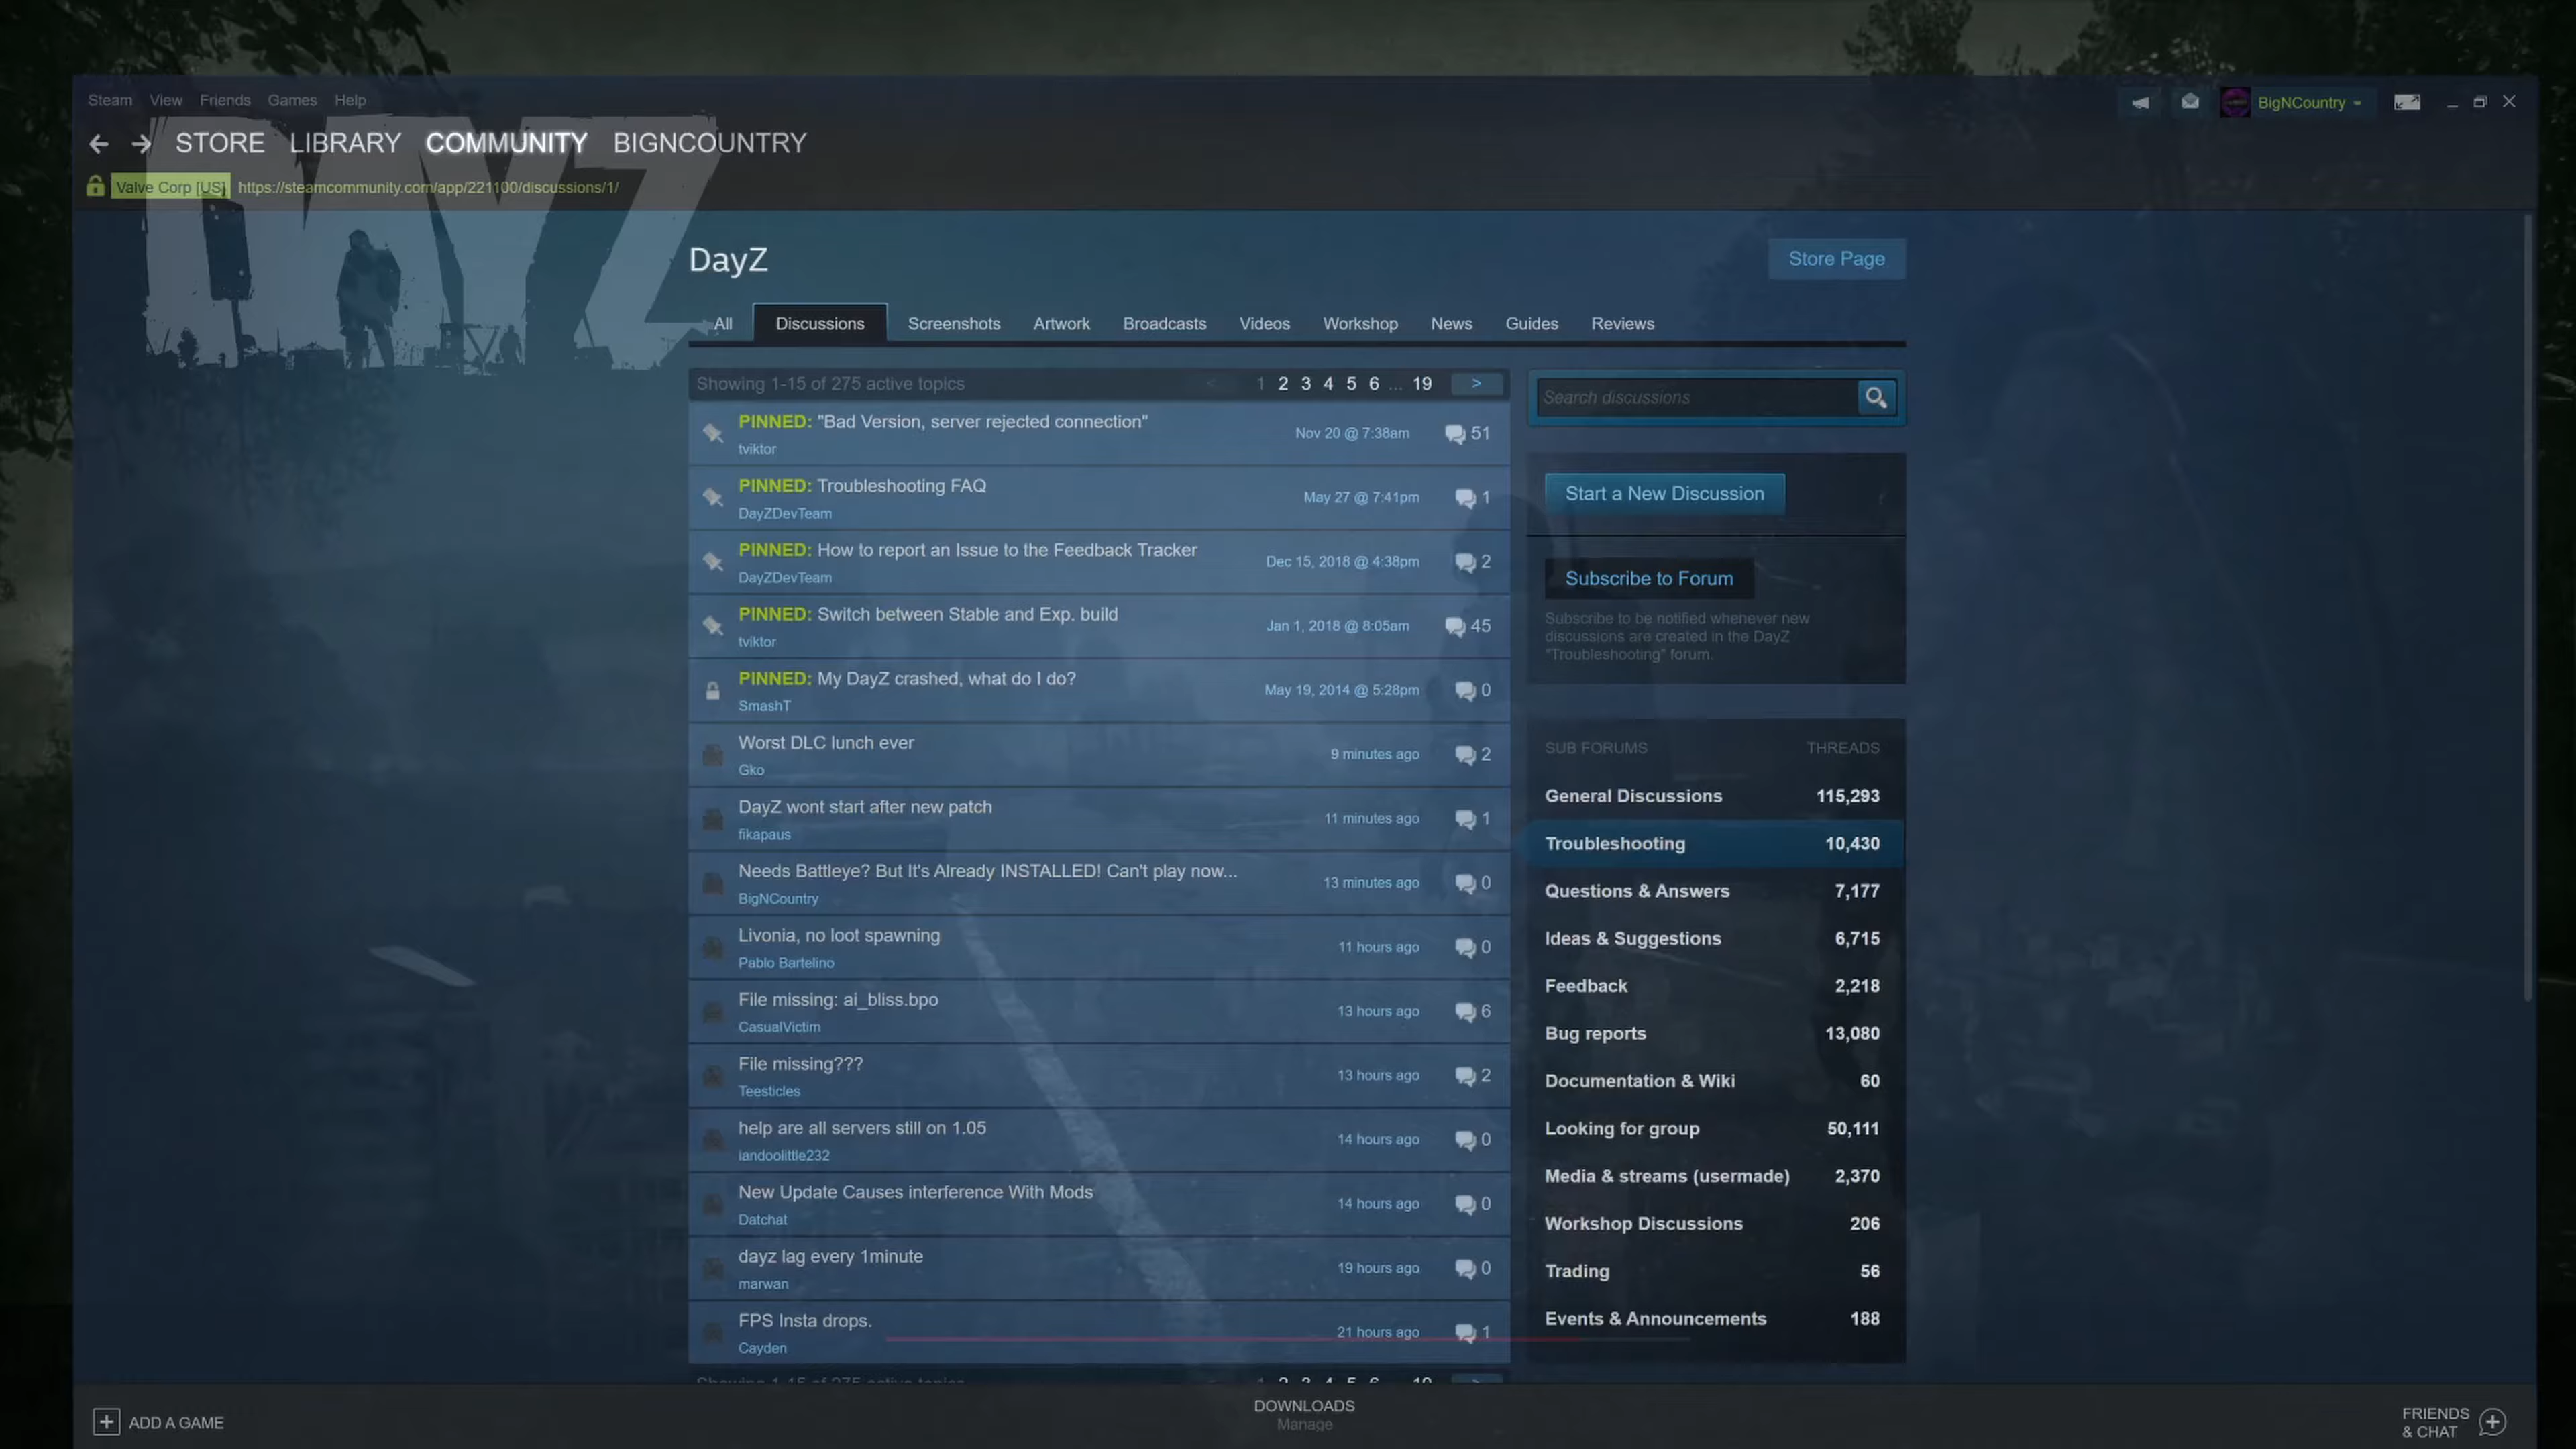 Steam View Friends Games Help
BigNCountry
STORE LIBRARY COMMUNITY BIGNCOUNTRY
Valve Corp [US] https://steamcommunity.com/app/221100/discussions/1/
DAYZ
DayZ
Store Page
All Discussions Screenshots Artwork Broadcasts Videos Workshop News Guides Reviews
Showing 1-15 of 275 active topics < 1 2 3 4 5 6 ... 19 >
PINNED: "Bad Version, server rejected connection"
tviktor
Nov 20 @ 7:38am 51
PINNED: Troubleshooting FAQ
DayZDevTeam
May 27 @ 7:41pm 1
PINNED: How to report an Issue to the Feedback Tracker
DayZDevTeam
Dec 15, 2018 @ 4:38pm 2
PINNED: Switch between Stable and Exp. build
tviktor
Jan 1, 2018 @ 8:05am 45
PINNED: My DayZ crashed, what do I do?
SmashT
May 19, 2014 @ 5:28pm 0
Worst DLC lunch ever
Gko
9 minutes ago 2
DayZ wont start after new patch
fikapaus
11 minutes ago 1
Needs Battleye? But It's Already INSTALLED! Can't play now...
BigNCountry
13 minutes ago 0
Livonia, no loot spawning
Pablo Bartelino
11 hours ago 0
File missing: ai_bliss.bpo
CasualVictim
13 hours ago 6
File missing???
Teesticles
13 hours ago 2
help are all servers still on 1.05
iandoolittle232
14 hours ago 0
New Update Causes interference With Mods
Datchat
14 hours ago 0
dayz lag every 1minute
marwan
19 hours ago 0
FPS Insta drops.
Cayden
21 hours ago 1
Showing 1-15 of 275 active topics 1 2 3 4 5 6 ... 19 >
Search discussions
Start a New Discussion
Subscribe to Forum
Subscribe to be notified whenever new
discussions are created in the DayZ
"Troubleshooting" forum.
SUB FORUMS THREADS
General Discussions 115,293
Troubleshooting 10,430
Questions & Answers 7,177
Ideas & Suggestions 6,715
Feedback 2,218
Bug reports 13,080
Documentation & Wiki 60
Looking for group 50,111
Media & streams (usermade) 2,370
Workshop Discussions 206
Trading 56
Events & Announcements 188
ADD A GAME
DOWNLOADS
Manage
FRIENDS
& CHAT